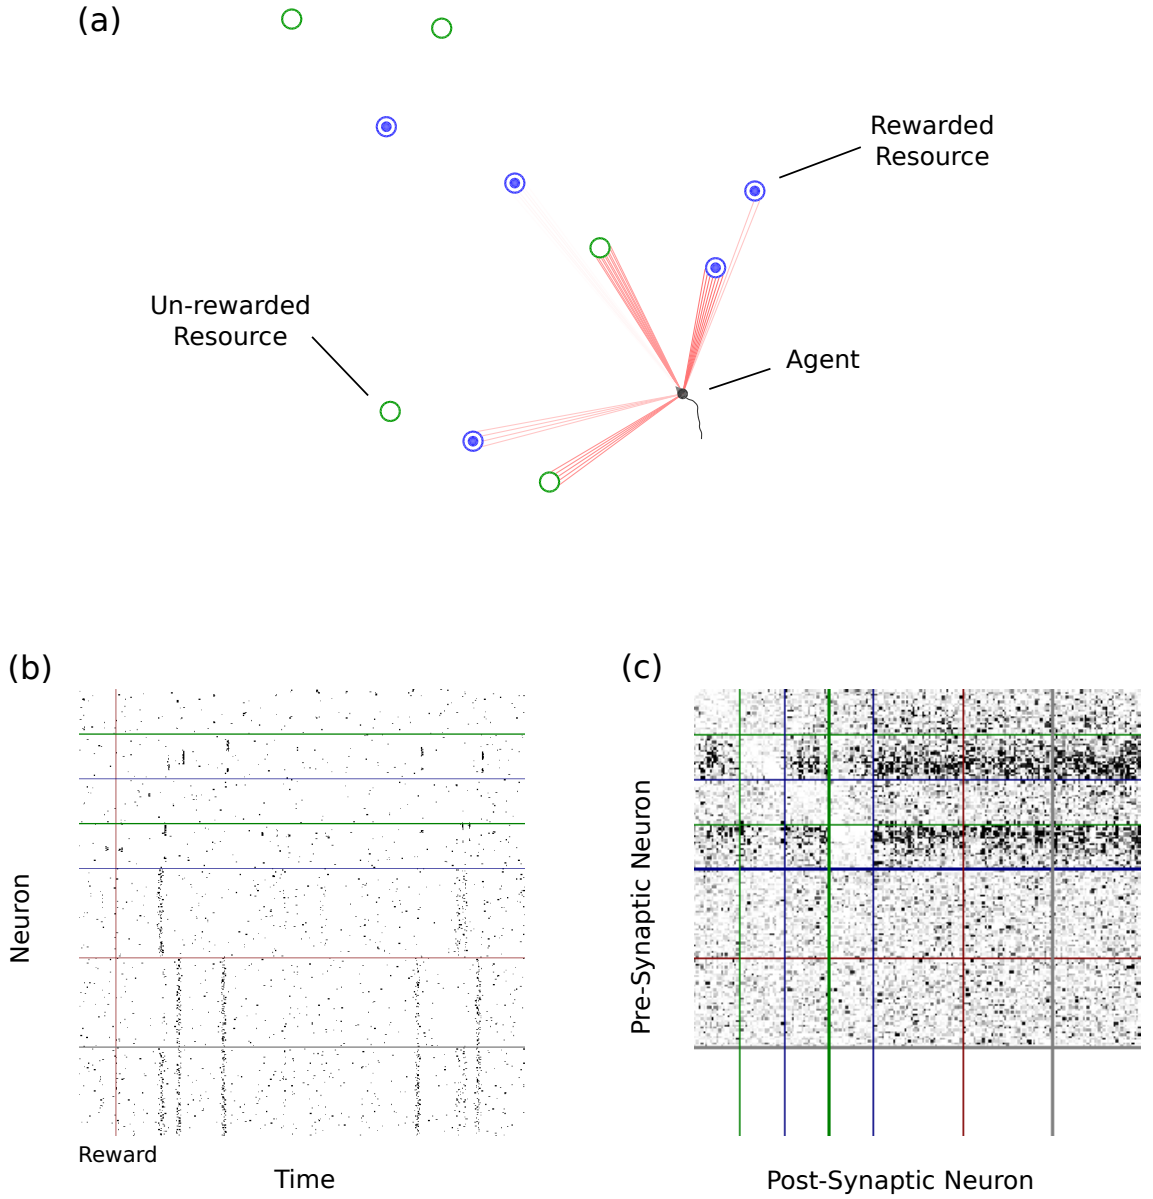 (a)
Rewarded
Resource
Un-rewarded
Resource
Agent
(b)
(c)
Neuron
Reward
Time
Pre-Synaptic Neuron
Post-Synaptic Neuron